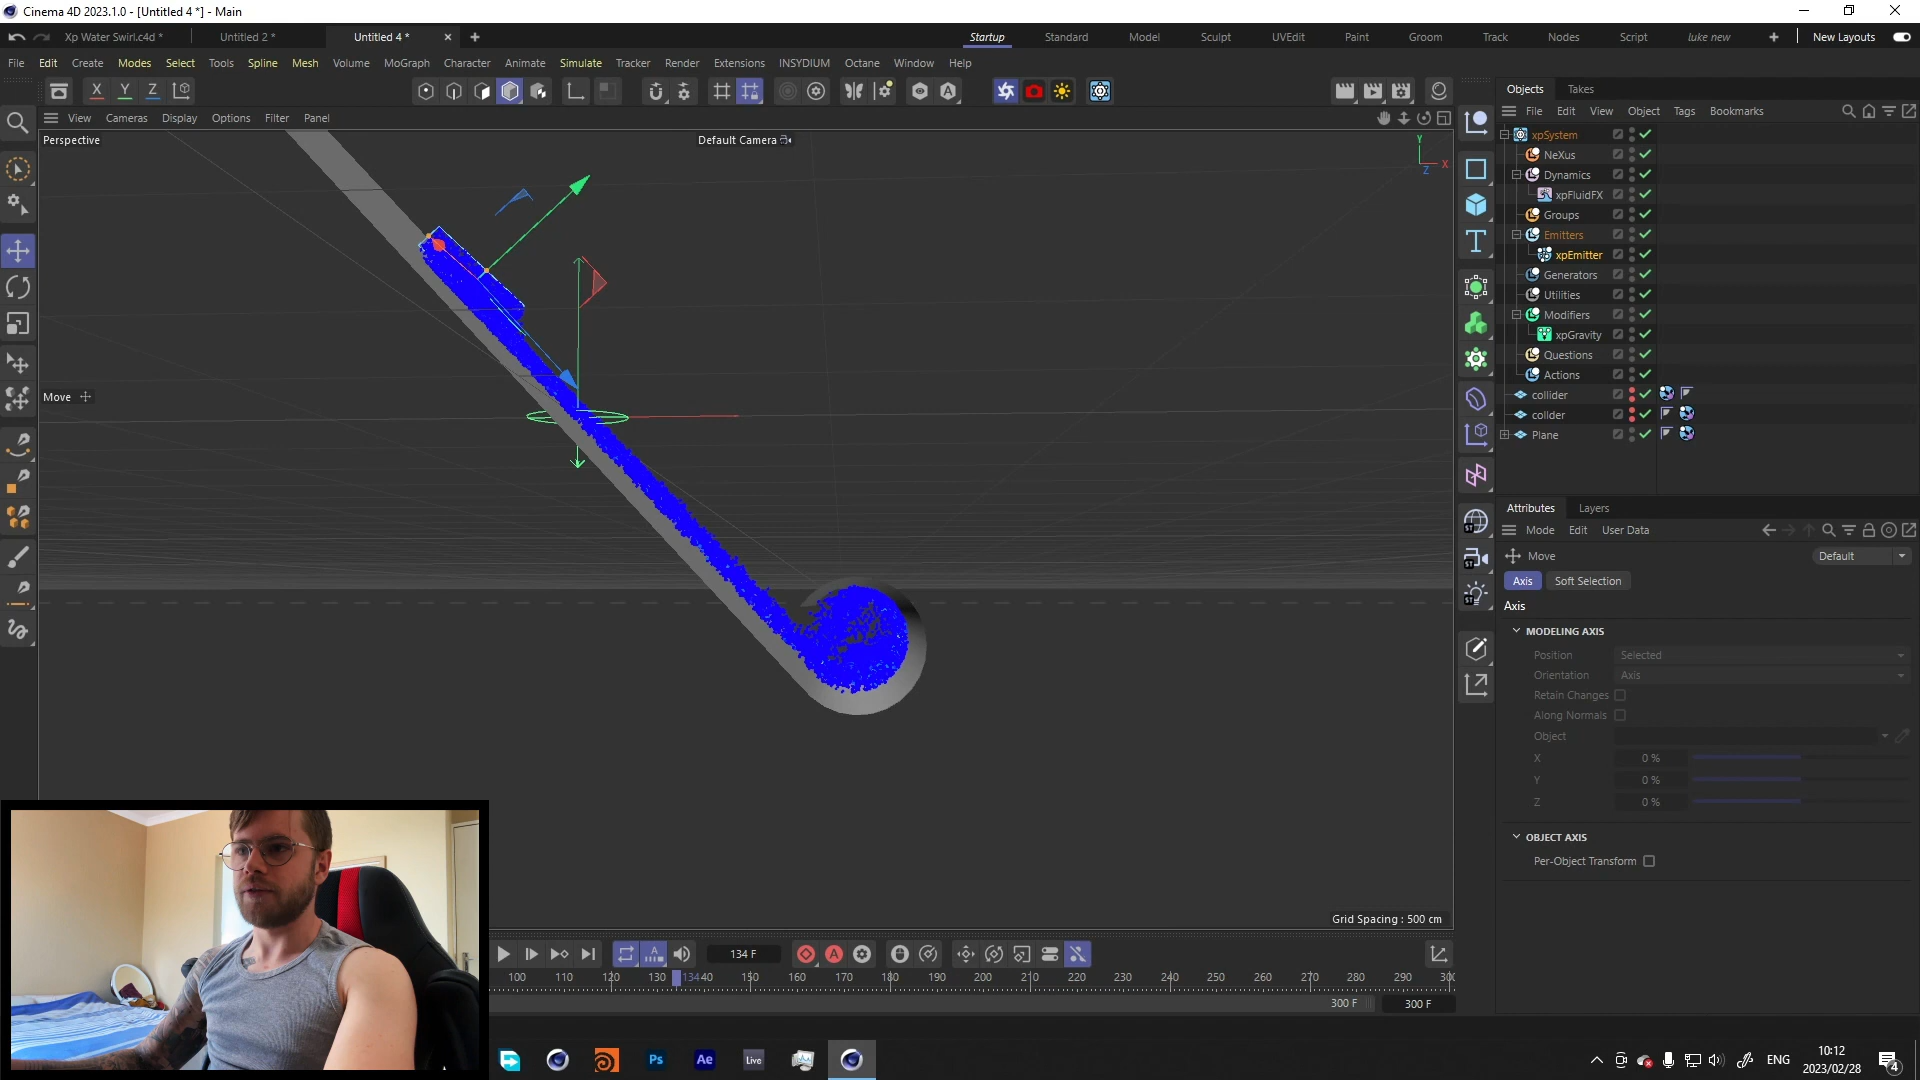 Cinema 4D 2023.1.0 - [Untitled 4 *] - Main
Xp Water Swirl.c4d *
Untitled 2 *
Untitled 4 *
Startup
Standard
Model
Sculpt
UVEdit
Paint
Groom
Track
Nodes
Script
luke new
New Layouts
File Edit Create Modes Select Tools Spline Mesh Volume MoGraph Character Animate Simulate Tracker Render Extensions INSYDIUM Octane Window Help
X Y Z
View Cameras Display Options Filter Panel
Perspective
Default Camera
Y
X
Z
Move
Grid Spacing : 500 cm
Objects Takes
File Edit View Object Tags Bookmarks
xpSystem
NeXus
Dynamics
xpFluidFX
Groups
Emitters
xpEmitter
Generators
Utilities
Modifiers
xpGravity
Questions
Actions
collider
collder
Plane
Attributes Layers
Mode Edit User Data
Move
Default
Axis Soft Selection
Axis
MODELING AXIS
Position Selected
Orientation Axis
Retain Changes
Along Normals
Object
X 0 %
Y 0 %
Z 0 %
OBJECT AXIS
Per-Object Transform
134 F
100 110 120 130 134 40 150 160 170 180 190 200 210 220 230 240 250 260 270 280 290 30
300 F 300 F
Ps Ae Live
ENG
10:12
2023/02/28
4